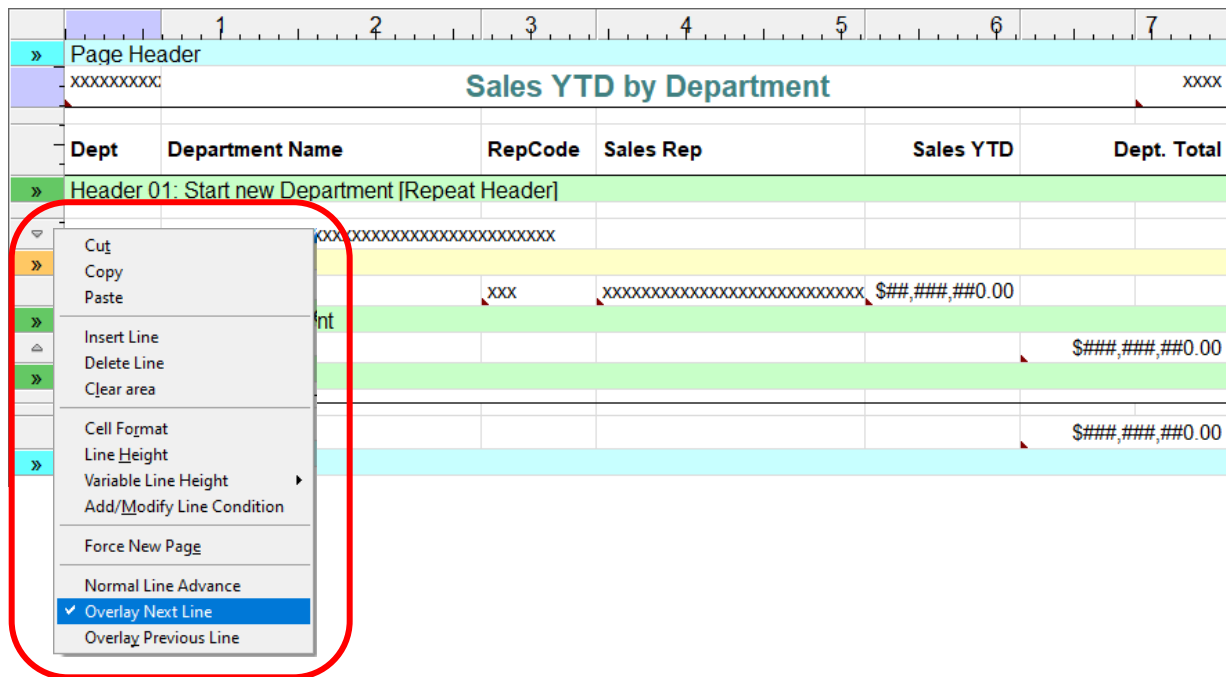 1 2 3 4 5 6 7
» Page Header
xxxxxxxxxx Sales YTD by Department xxxx
Dept Department Name RepCode Sales Rep Sales YTD Dept. Total
» Header 01: Start new Department [Repeat Header]
xxxxxxxxxxxxxxxxxxxxxxxxx
»
xxx xxxxxxxxxxxxxxxxxxxxxxxxxxx $##,###,##0.00
» nt
$###,###,##0.00
»
$###,###,##0.00
»
Cut
Copy
Paste
Insert Line
Delete Line
Clear area
Cell Format
Line Height
Variable Line Height
Add/Modify Line Condition
Force New Page
Normal Line Advance
Overlay Next Line
Overlay Previous Line